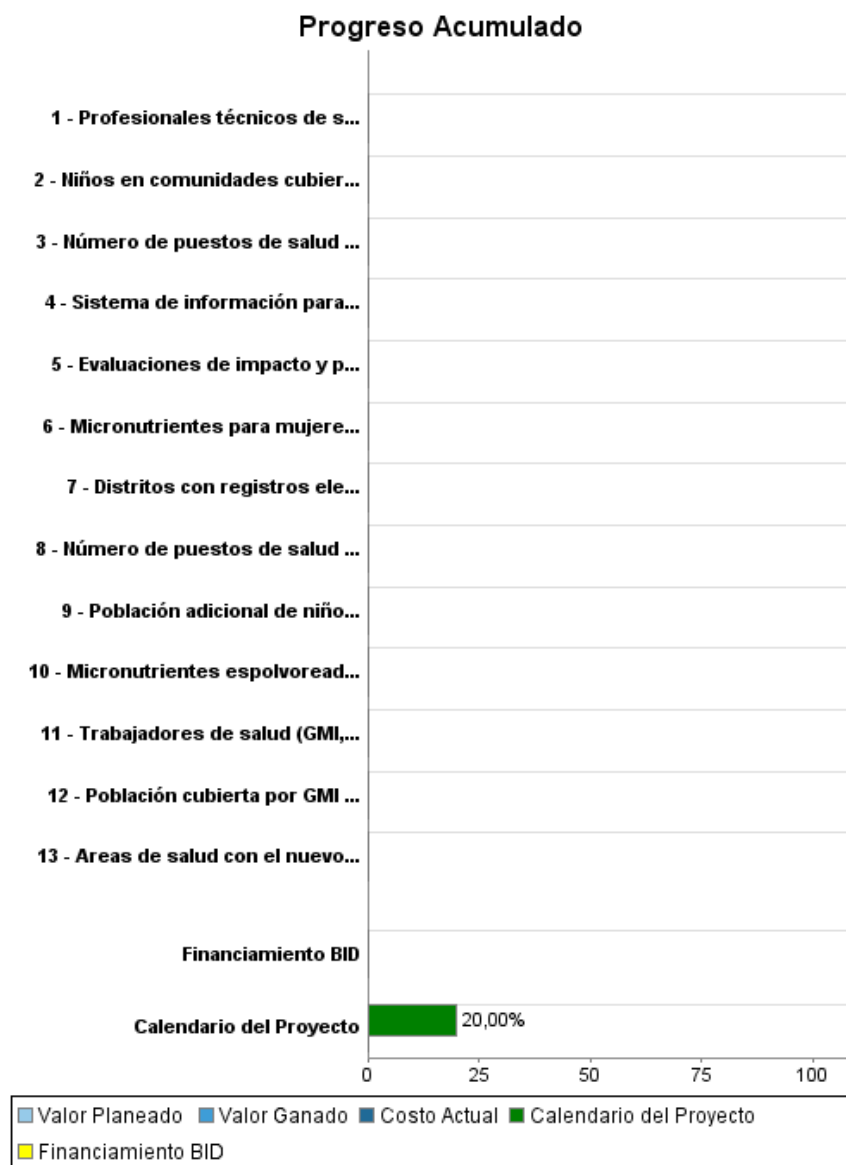 Progreso Acumulado
1 - Profesionales técnicos de s...
2 - Niños en comunidades cubier...
3 - Número de puestos de salud ...
4 - Sistema de información para...
5 - Evaluaciones de impacto y p...
6 - Micronutrientes para mujere...
7 - Distritos con registros ele...
8 - Número de puestos de salud ...
9 - Población adicional de niño...
10 - Micronutrientes espolvoread...
11 - Trabajadores de salud (GMI,...
12 - Población cubierta por GMI ...
13 - Areas de salud con el nuevo...
Financiamiento BID
Calendario del Proyecto 20,00%
0 25 50 75 100
Valor Planeado Valor Ganado Costo Actual Calendario del Proyecto
Financiamiento BID